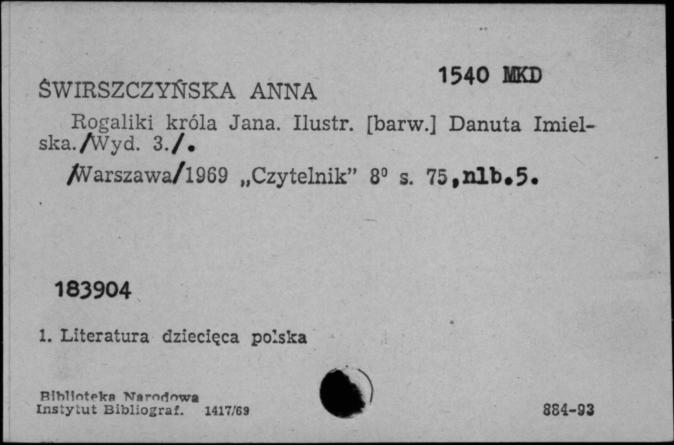 1540 MKD
ŚWIRSZCZYŃSKA ANNA
Rogaliki króla Jana. Ilustr. [barw.] Danuta Imiel-
ska./Wyd. 3./.
/Warszawa/1969 „Czytelnik” 8⁰ s. 75,nlb.5.
183904
1. Literatura dziecięca polska
Biblioteka Narodowa
Instytut Bibliograf. 1417/69
884-93